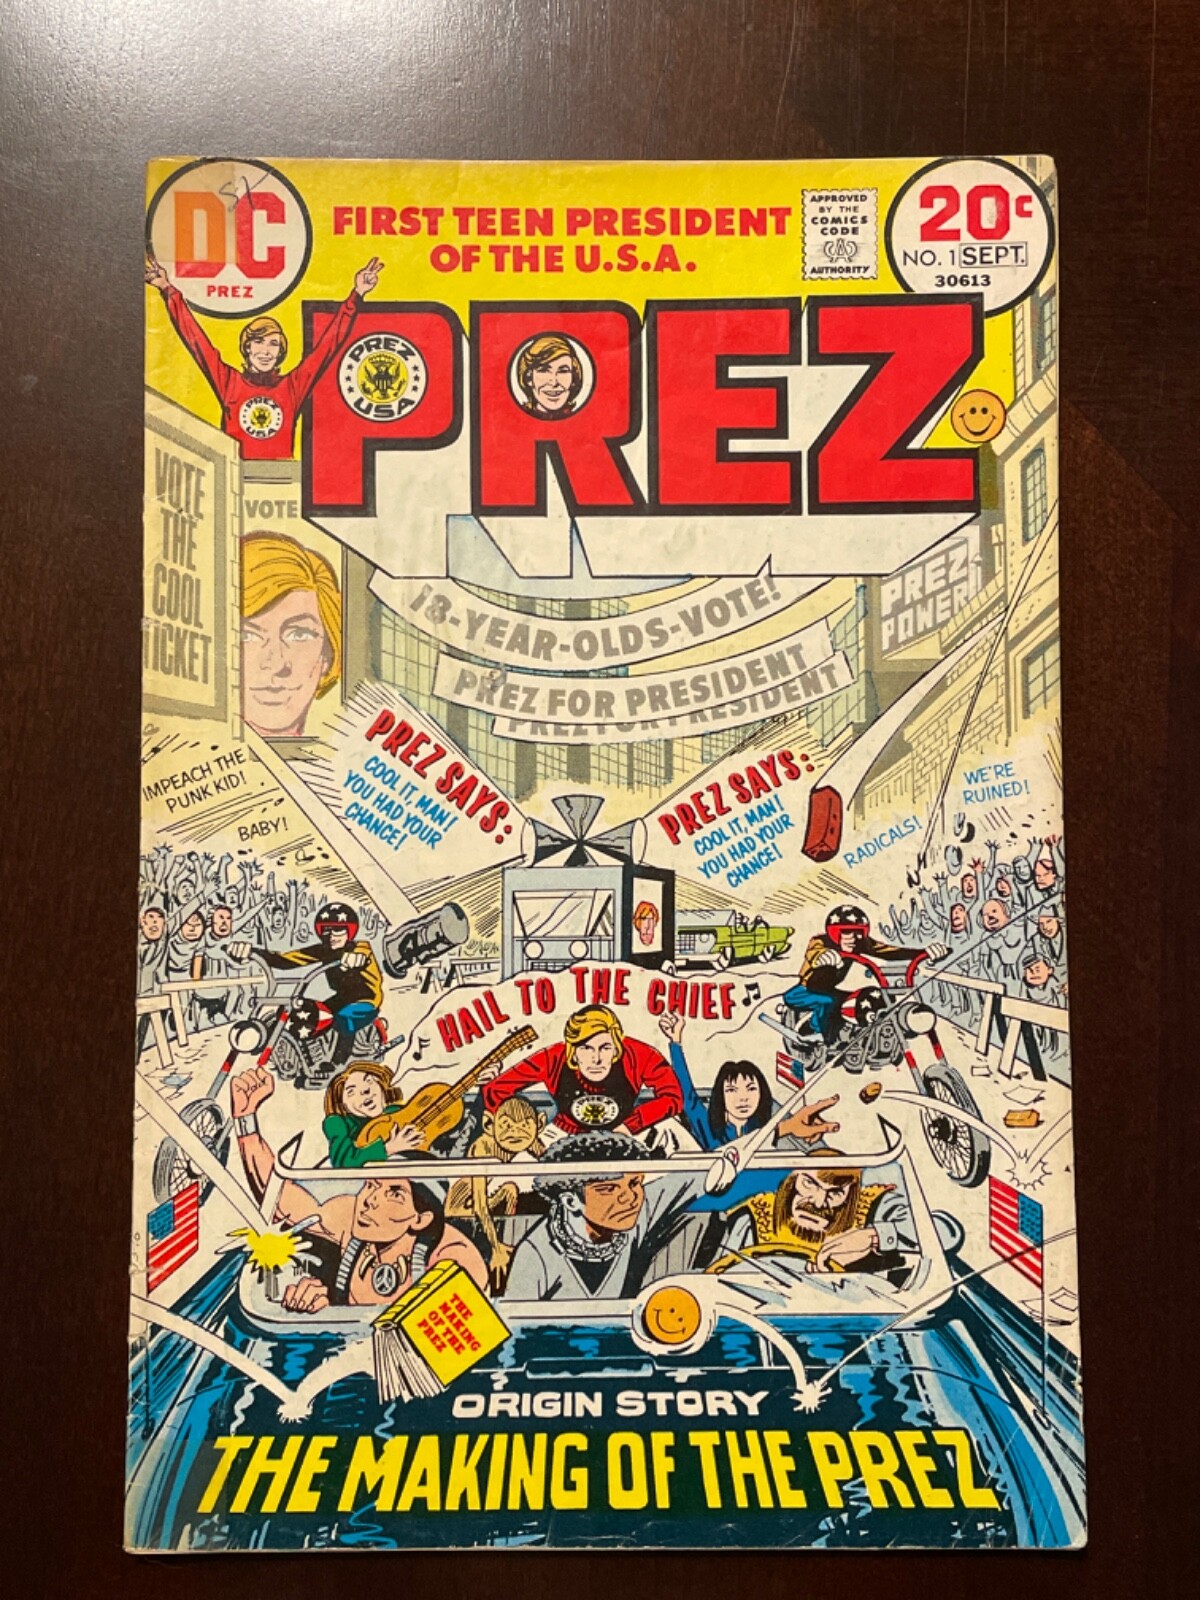 DC
PREZ
FIRST TEEN PRESIDENT
OF THE U.S.A.
APPROVED
BY THE
COMICS
CODE
CA
AUTHORITY
20¢
NO. 1 SEPT.
30613
PREZ
PREZ
USA
PREZ
USA
VOTE
THE
COOL
TICKET
VOTE
18-YEAR-OLDS-VOTE!
PREZ FOR PRESIDENT
PREZ FOR PRESIDENT
PREZ
POWER!
IMPEACH THE
PUNK KID!
BABY!
PREZ SAYS:
COOL IT, MAN!
YOU HAD YOUR
CHANCE!
PREZ SAYS:
COOL IT, MAN!
YOU HAD YOUR
CHANCE!
RADICALS!
WE'RE
RUINED!
HAIL TO THE CHIEF
PREZ
THE
MAKING
OF THE
PREZ
ORIGIN STORY
THE MAKING OF THE PREZ